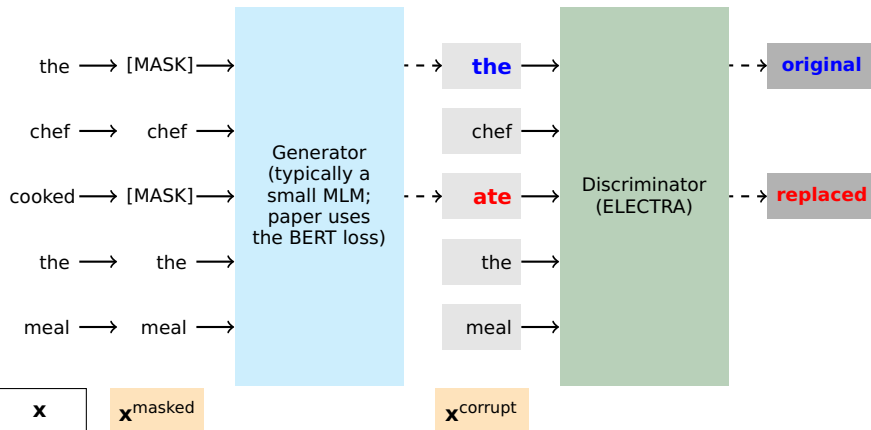 the [MASK] the original
chef chef chef
Generator
(typically a
small MLM;
paper uses
the BERT loss)
cooked [MASK] ate replaced
Discriminator
(ELECTRA)
the the the
meal meal meal
x x^masked x^corrupt